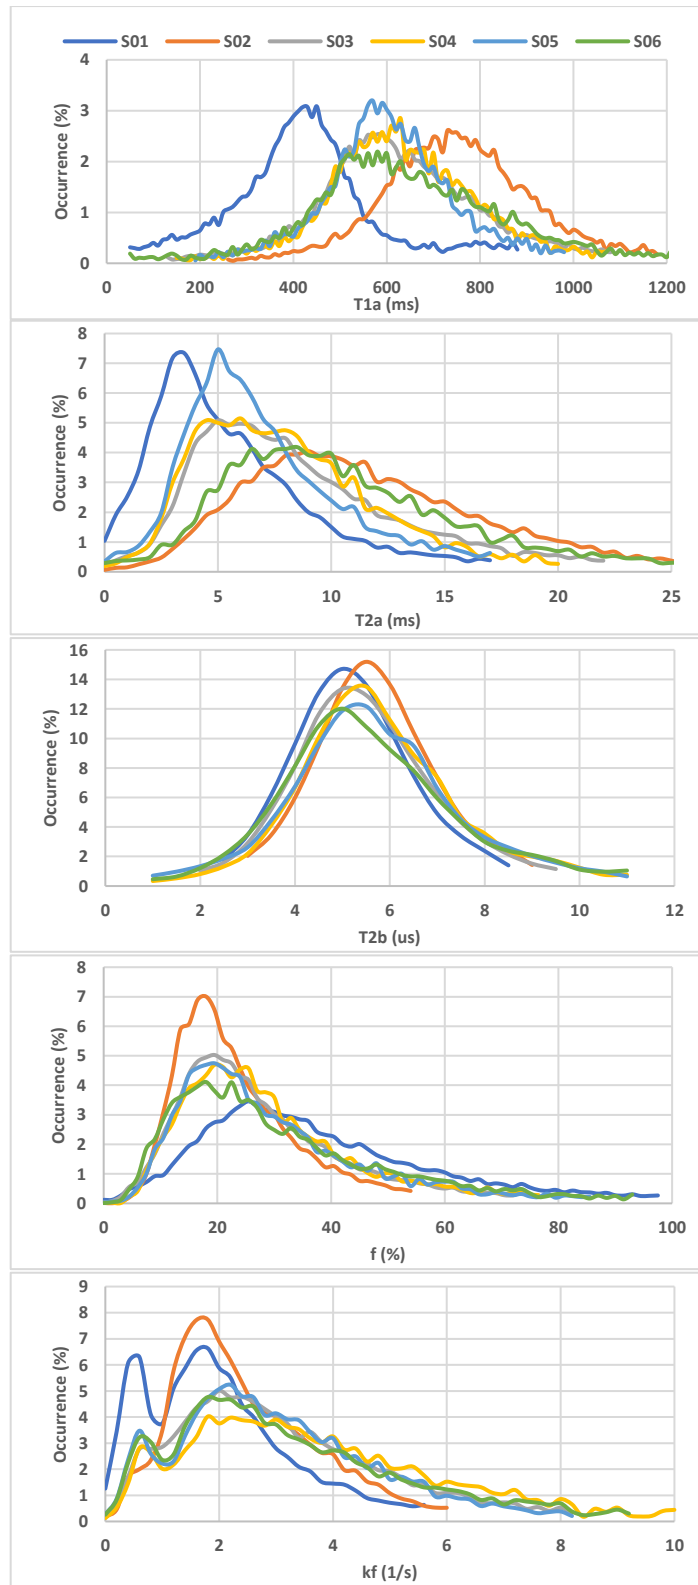 S01 S02 S03 S04 S05 S06
4
3
2
1
0
Occurrence (%)
0 200 400 600 800 1000 1200
T1a (ms)
8
7
6
5
4
3
2
1
0
Occurrence (%)
0 5 10 15 20 25
T2a (ms)
16
14
12
10
8
6
4
2
0
Occurrence (%)
0 2 4 6 8 10 12
T2b (us)
8
7
6
5
4
3
2
1
0
Occurrence (%)
0 20 40 60 80 100
f (%)
9
8
7
6
5
4
3
2
1
0
Occurrence (%)
0 2 4 6 8 10
kf (1/s)